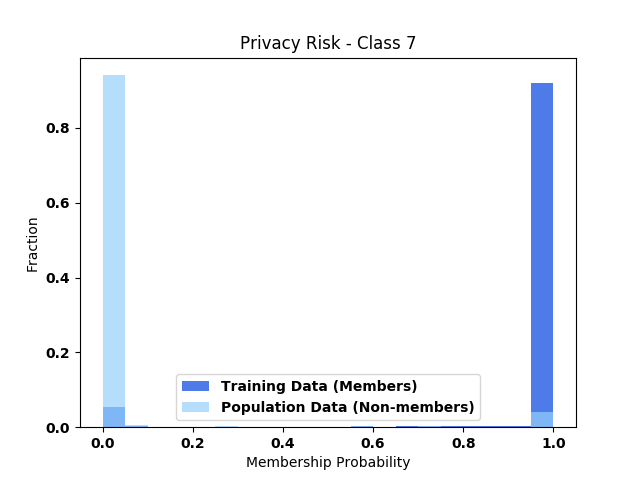 Privacy Risk - Class 7
Fraction
0.8
0.6
0.4
0.2
0.0
Training Data (Members)
Population Data (Non-members)
0.0 0.2 0.4 0.6 0.8 1.0
Membership Probability